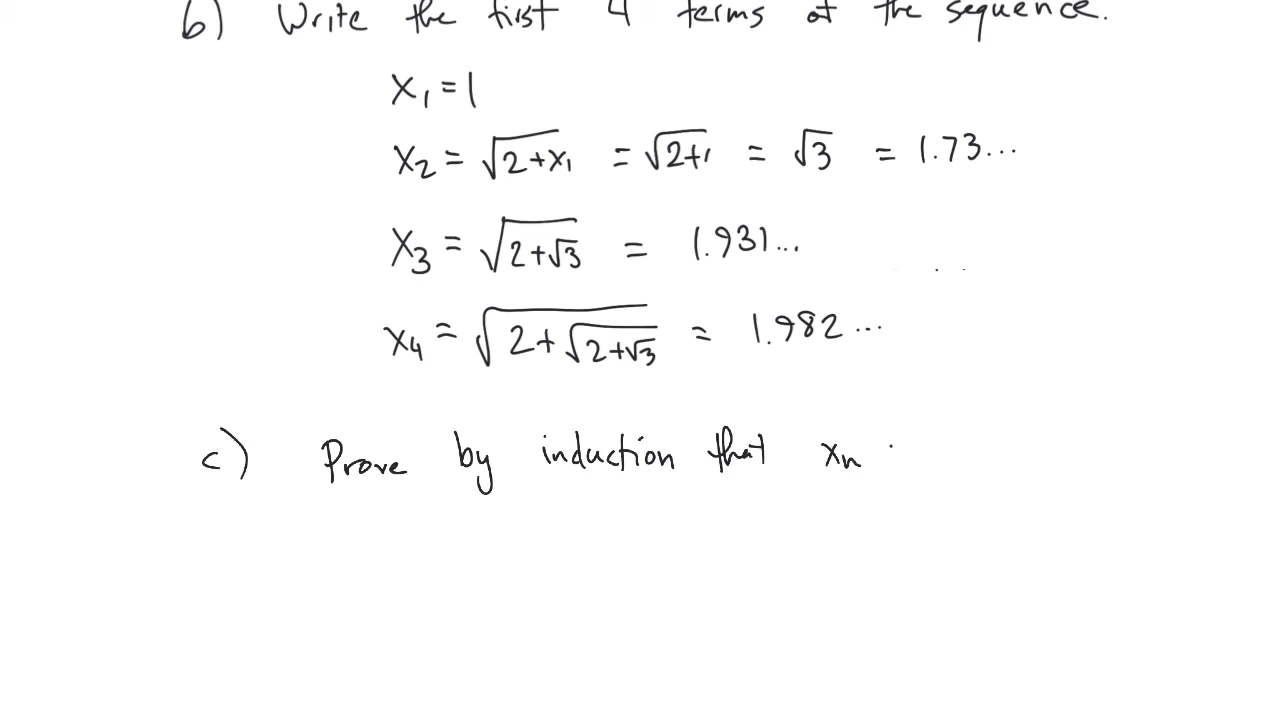 b) Write the first 4 terms of the sequence.
x₁ = 1
x₂ = √(2+x₁) = √(2+1) = √3 = 1.73...
x₃ = √(2+√3) = 1.931...
x₄ = √(2+√(2+√3)) = 1.982...
c) Prove by induction that xₙ